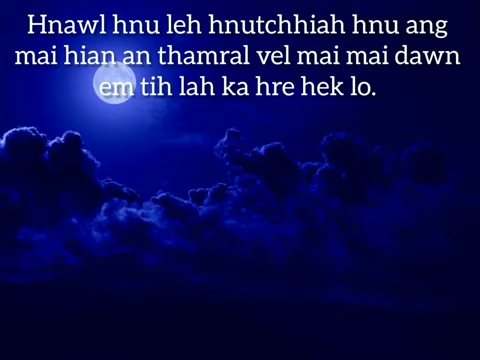 Hnawl hnu leh hnutchhiah hnu ang
mai hian an thamral vel mai mai dawn
em tih lah ka hre hek lo.